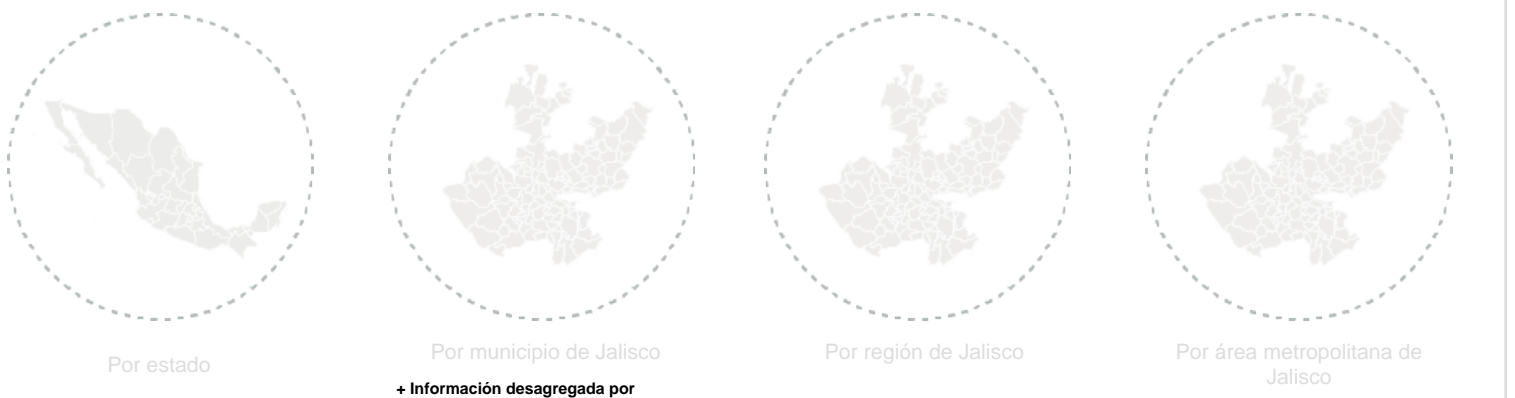 Por estado
Por municipio de Jalisco
+ Información desagregada por
Por región de Jalisco
Por área metropolitana de
Jalisco